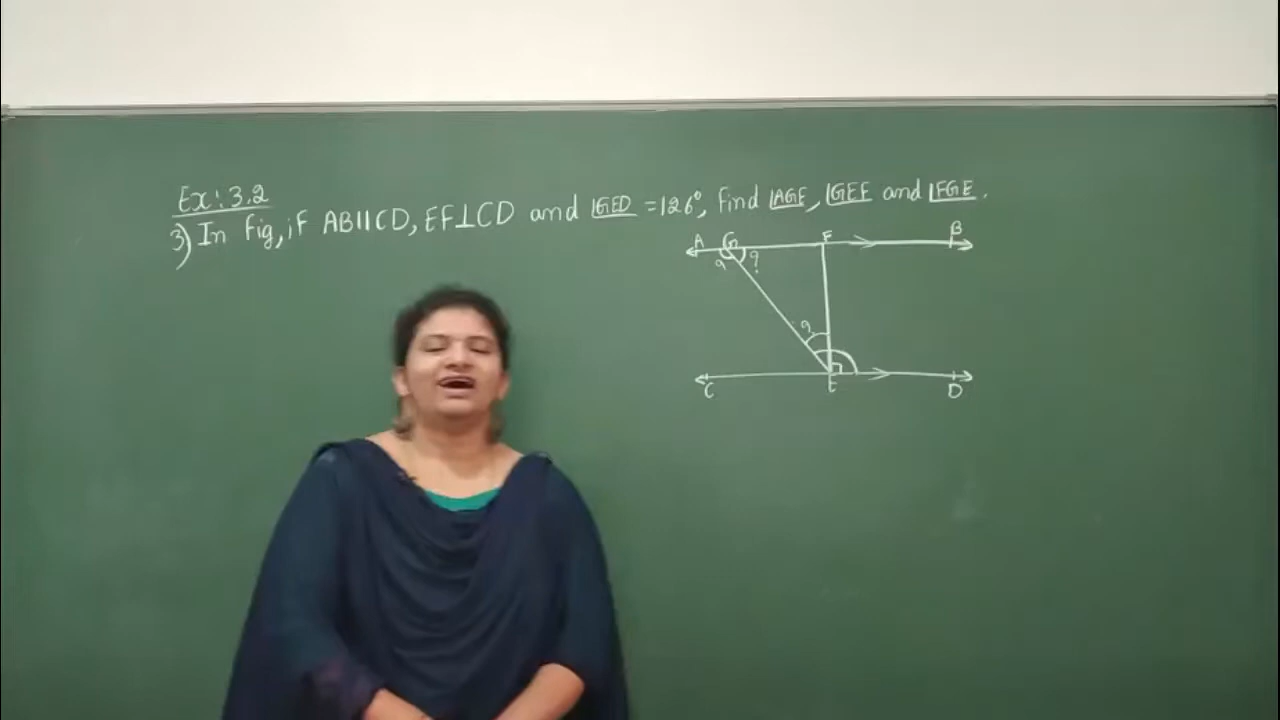 Ex: 3.2
3) In fig, if AB||CD, EF⊥CD and ∠GED = 126°, find ∠AGE, ∠GEF and ∠FGE.
A G F B
? ?
?
C E D